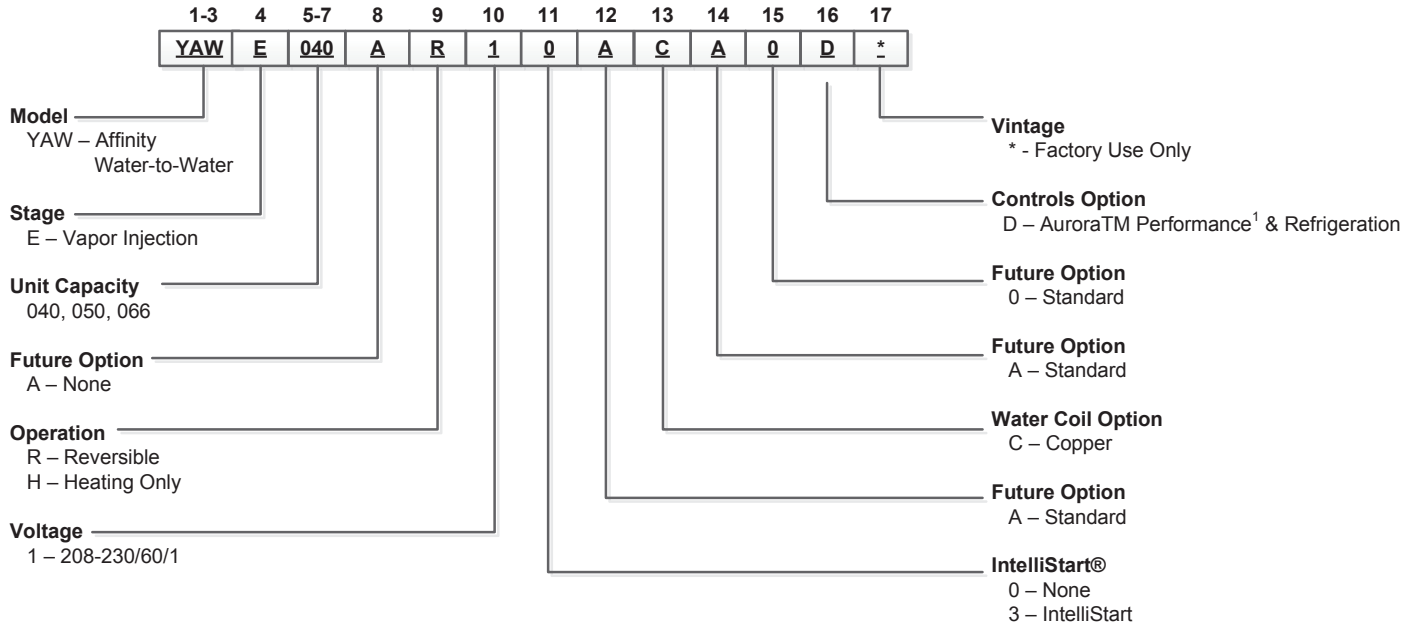 1-3 4 5-7 8 9 10 11 12 13 14 15 16 17
YAW E 040 A R 1 0 A C A 0 D *
Model
YAW – Affinity
Water-to-Water
Stage
E – Vapor Injection
Unit Capacity
040, 050, 066
Future Option
A – None
Operation
R – Reversible
H – Heating Only
Voltage
1 – 208-230/60/1
Vintage
* - Factory Use Only
Controls Option
D – AuroraTM Performance1 & Refrigeration
Future Option
0 – Standard
Future Option
A – Standard
Water Coil Option
C – Copper
Future Option
A – Standard
IntelliStart®
0 – None
3 – IntelliStart